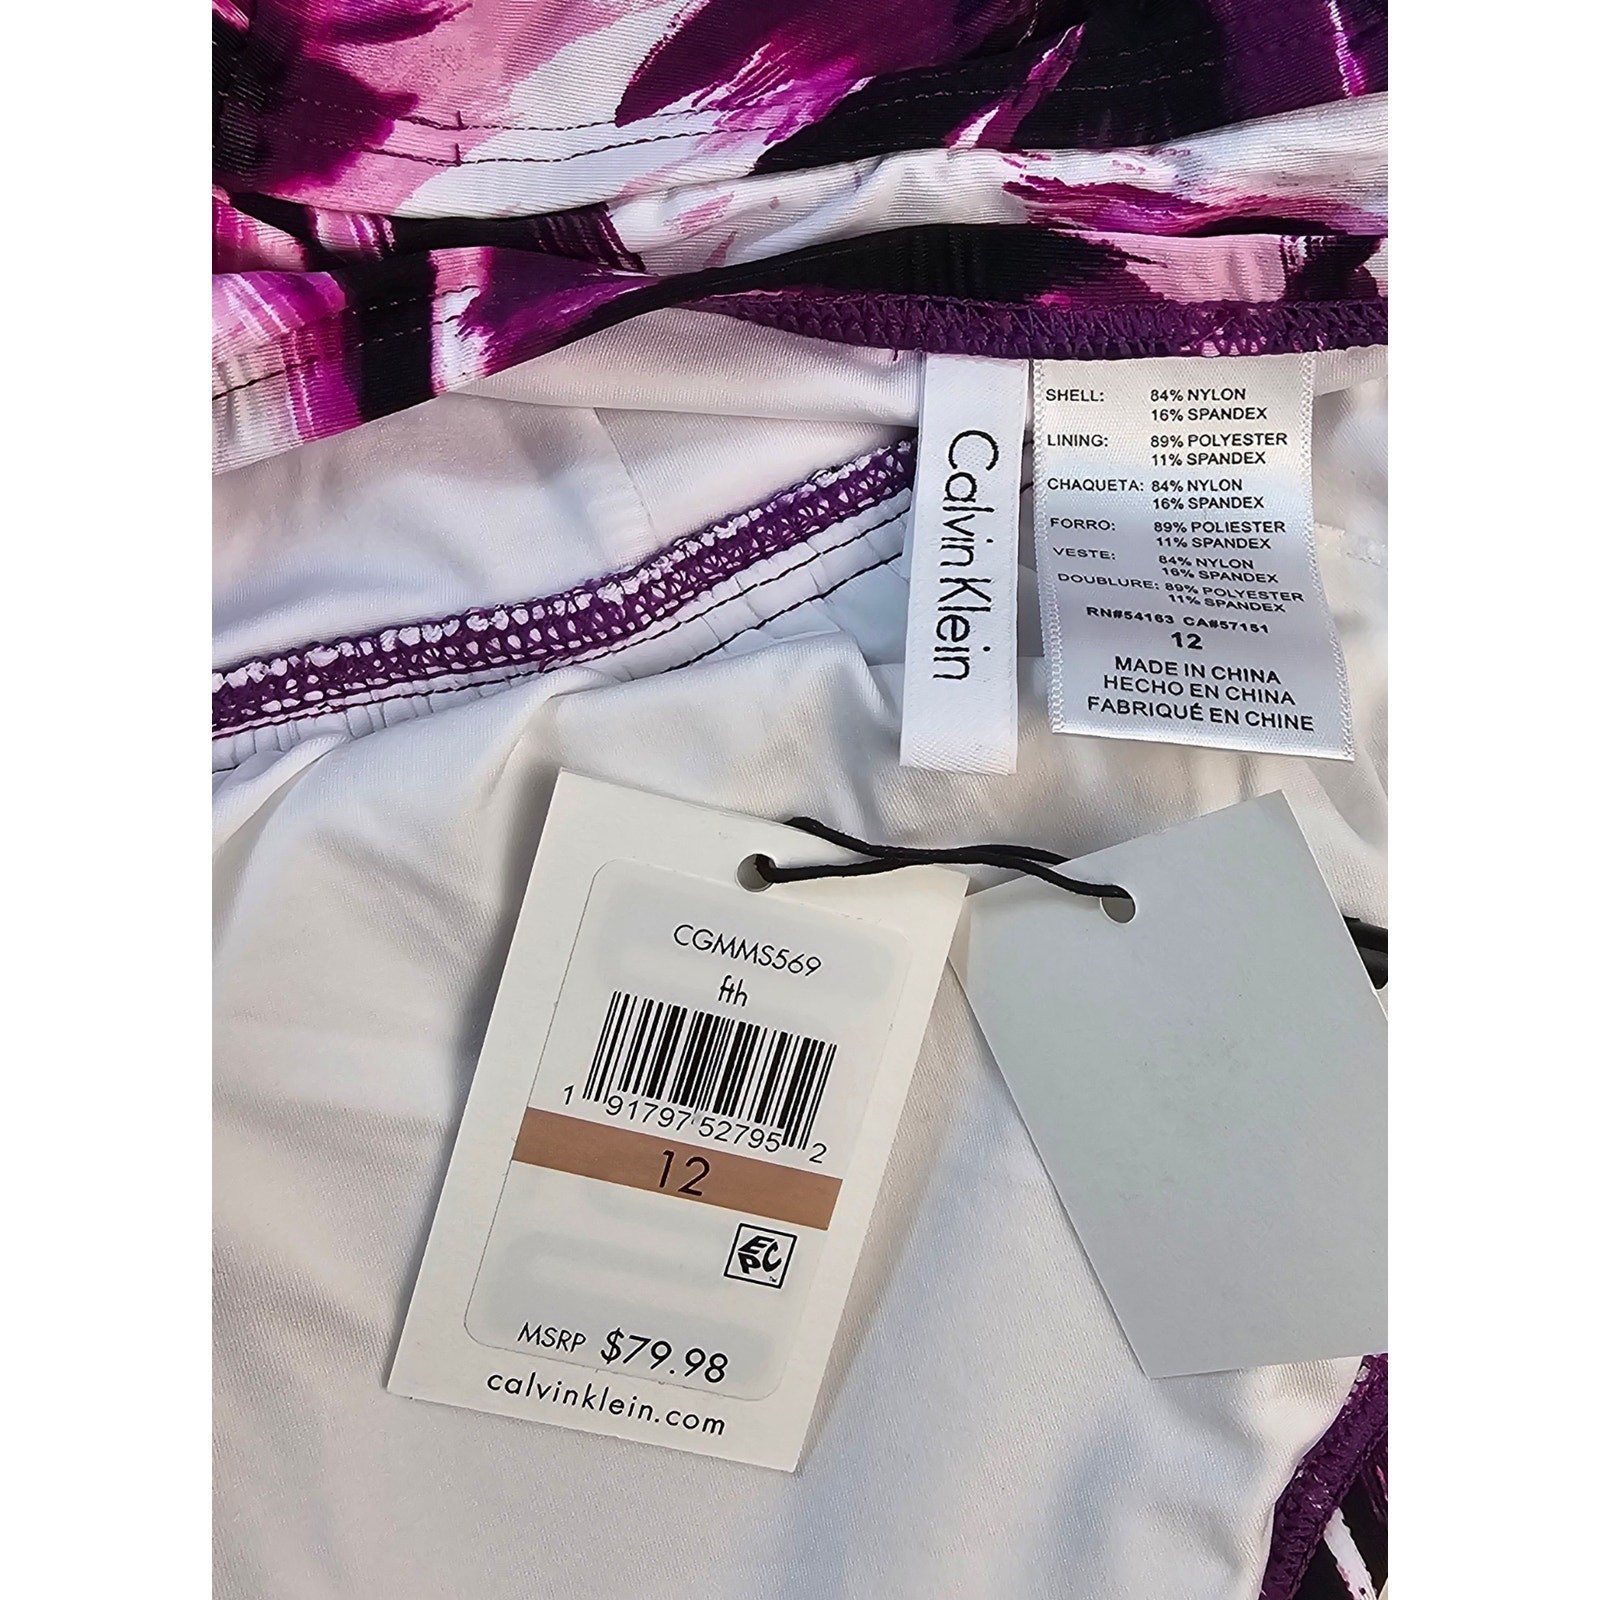 Calvin Klein
SHELL: 84% NYLON
16% SPANDEX
LINING: 89% POLYESTER
11% SPANDEX
CHAQUETA: 84% NYLON
16% SPANDEX
FORRO: 89% POLIESTER
11% SPANDEX
VESTE: 84% NYLON
16% SPANDEX
DOUBLURE: 89% POLYESTER
11% SPANDEX
RN#54163 CA#57151
12
MADE IN CHINA
HECHO EN CHINA
FABRIQUÉ EN CHINE
CGMMS569
fth
1 91797 52795 2
12
EPC
™
MSRP $79.98
calvinklein.com